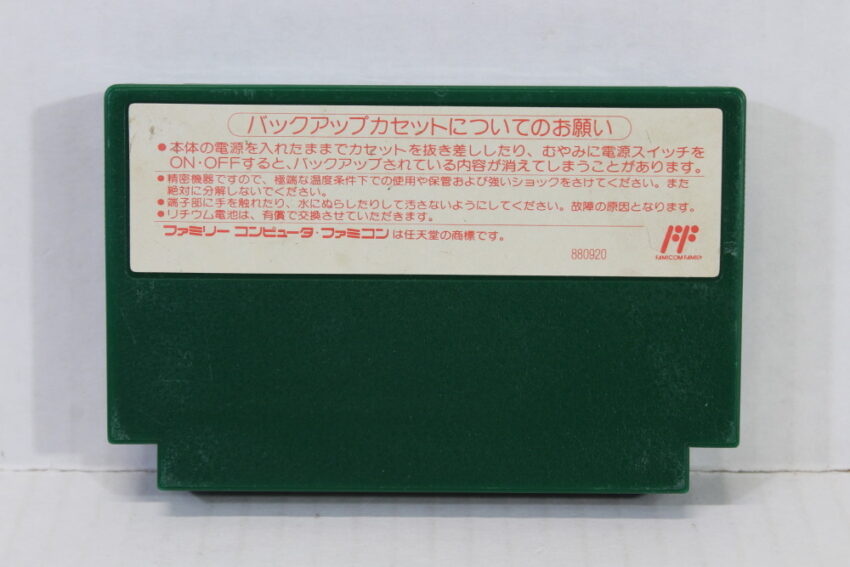 バックアップカセットについてのお願い
●本体の電源を入れたままでカセットを抜き差ししたり、むやみに電源スイッチを
ON・OFFすると、バックアップされている内容が消えてしまうことがあります。
●精密機器ですので、極端な温度条件下での使用や保管および強いショックをさけてください。また
絶対に分解しないでください。
●端子部に手を触れたり、水にぬらしたりして汚さないようにしてください。故障の原因となります。
●リチウム電池は、有償で交換させていただきます。
ファミリー コンピュータ・ファミコンは任天堂の商標です。
880920
FF
FAMICOM FAMILY